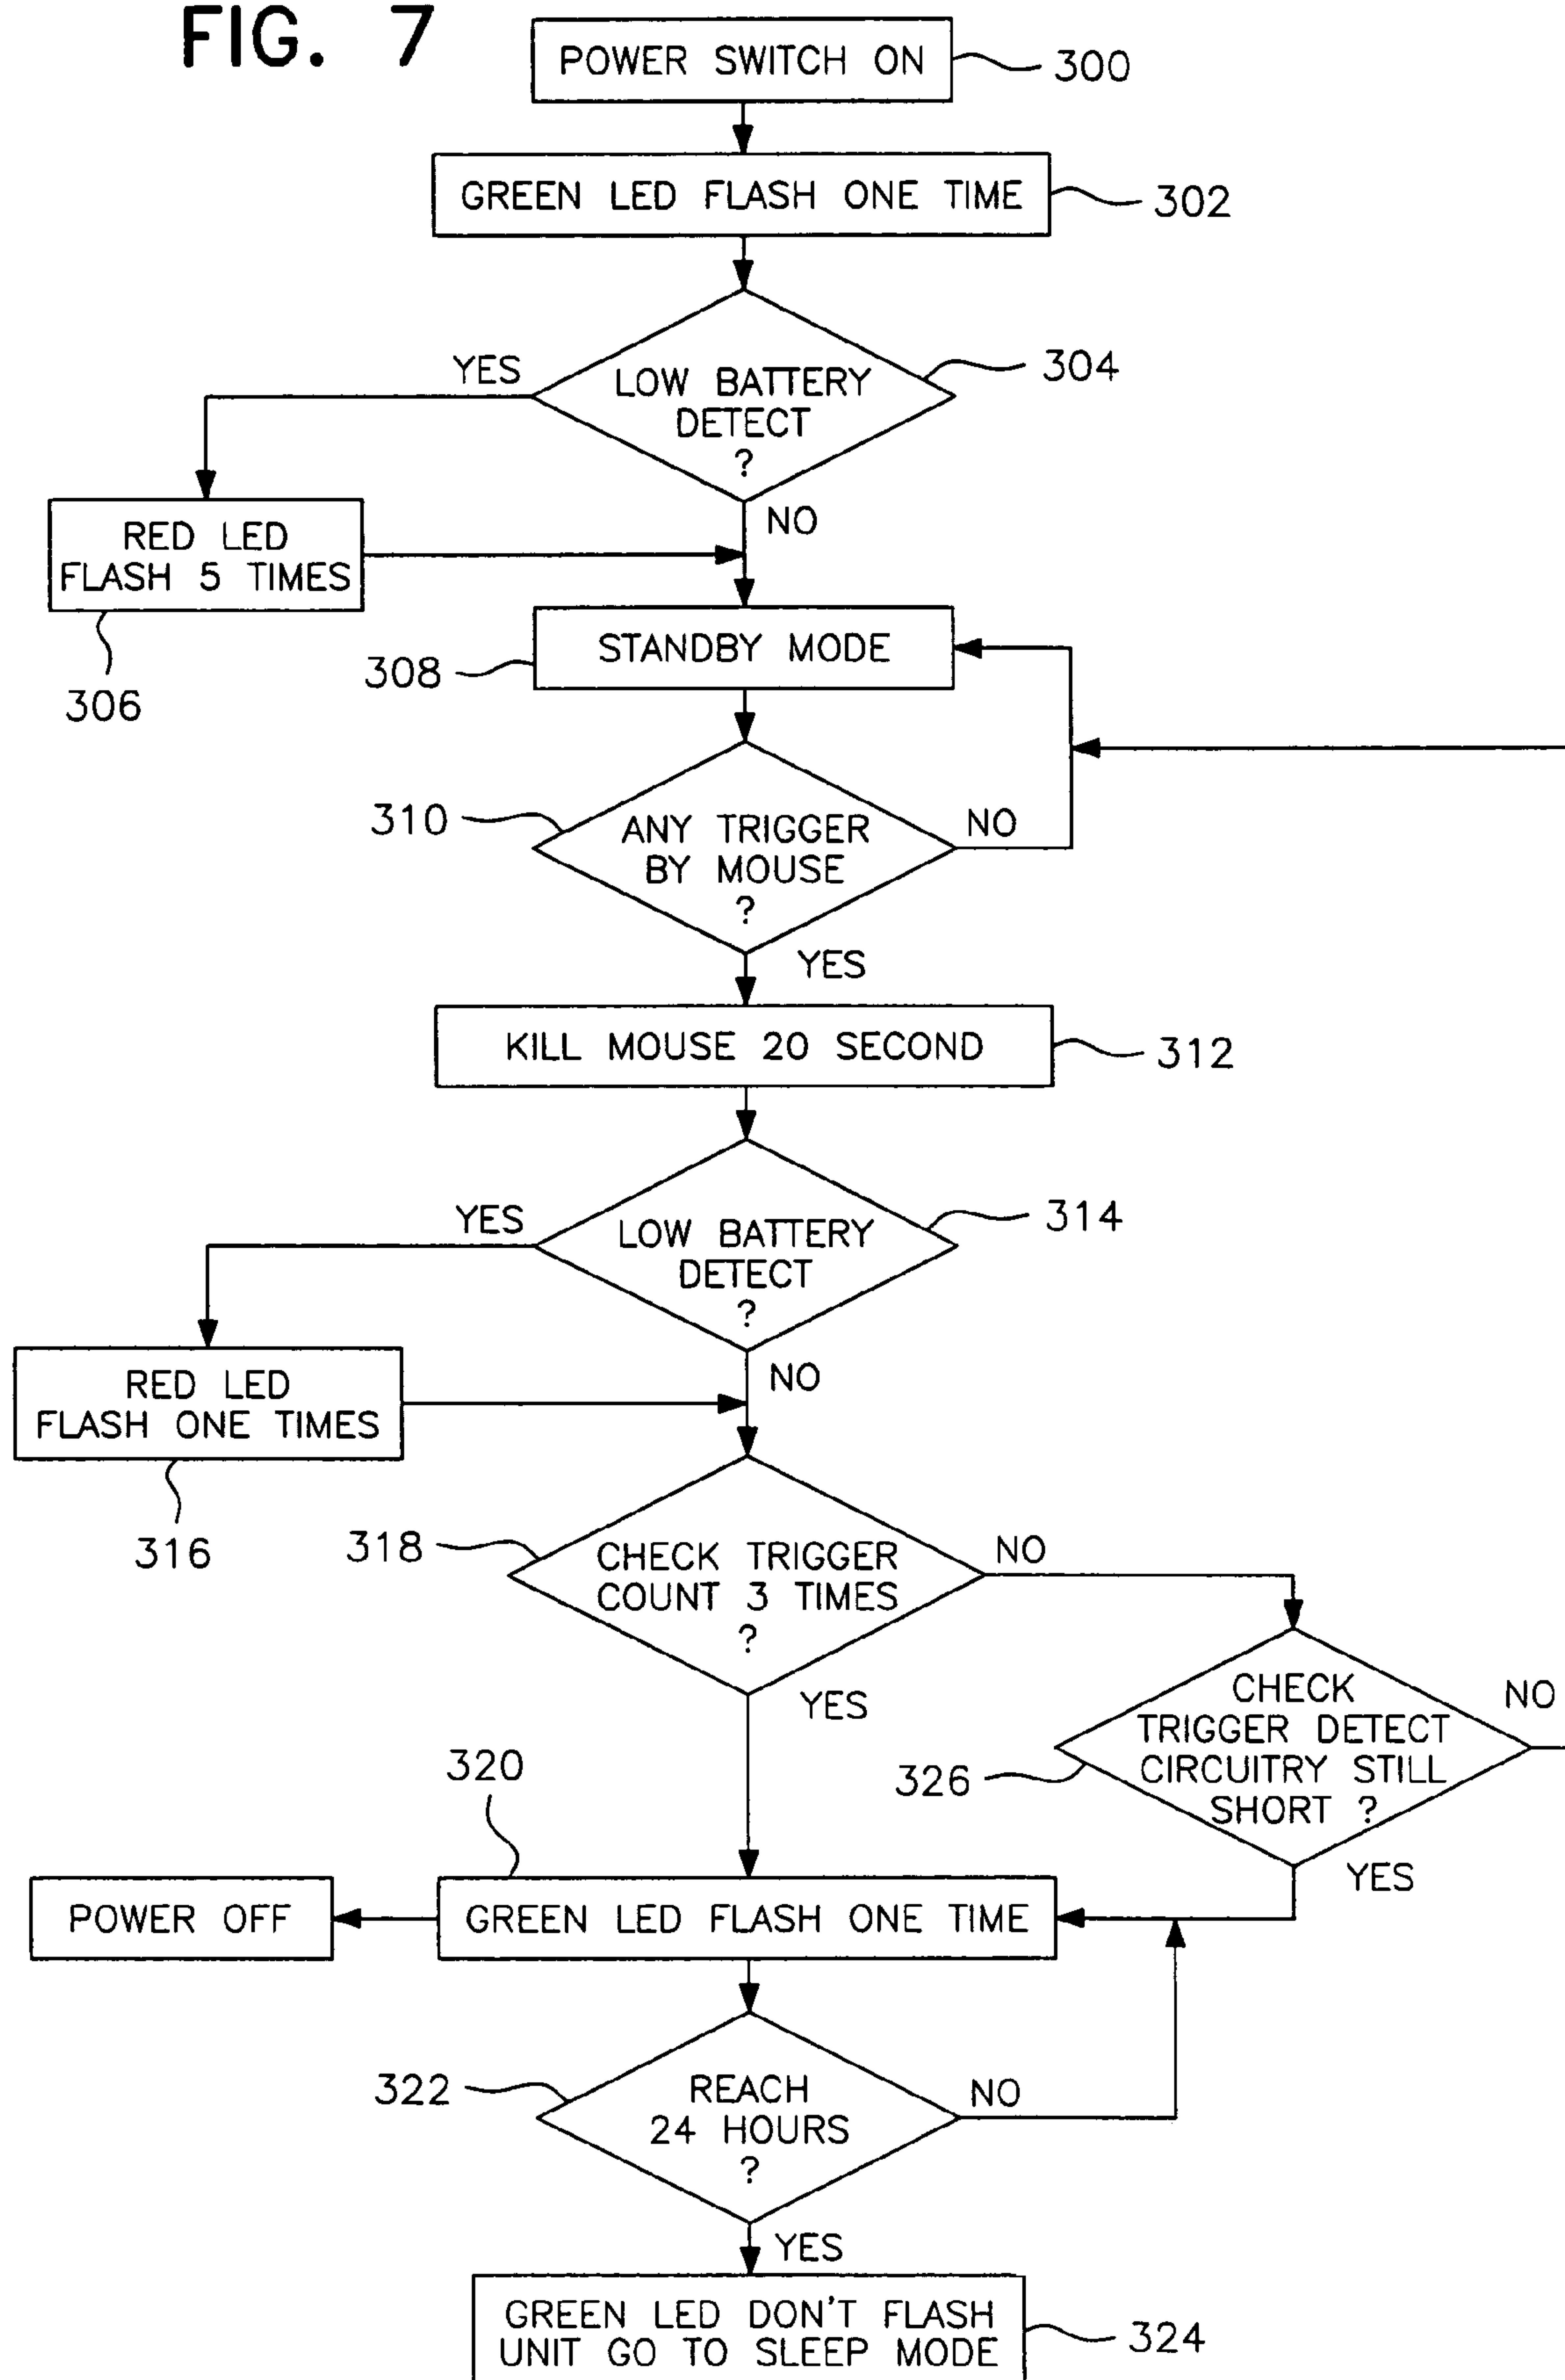 FIG. 7
POWER SWITCH ON
300
GREEN LED FLASH ONE TIME
302
YES
LOW BATTERY
DETECT
?
304
NO
RED LED
FLASH 5 TIMES
306
STANDBY MODE
308
310
ANY TRIGGER
BY MOUSE
?
NO
YES
KILL MOUSE 20 SECOND
312
YES
LOW BATTERY
DETECT
?
314
NO
RED LED
FLASH ONE TIMES
316
318
CHECK TRIGGER
COUNT 3 TIMES
?
NO
YES
CHECK
TRIGGER DETECT
CIRCUITRY STILL
SHORT ?
326
NO
YES
320
POWER OFF
GREEN LED FLASH ONE TIME
322
REACH
24 HOURS
?
NO
YES
GREEN LED DON'T FLASH
UNIT GO TO SLEEP MODE
324